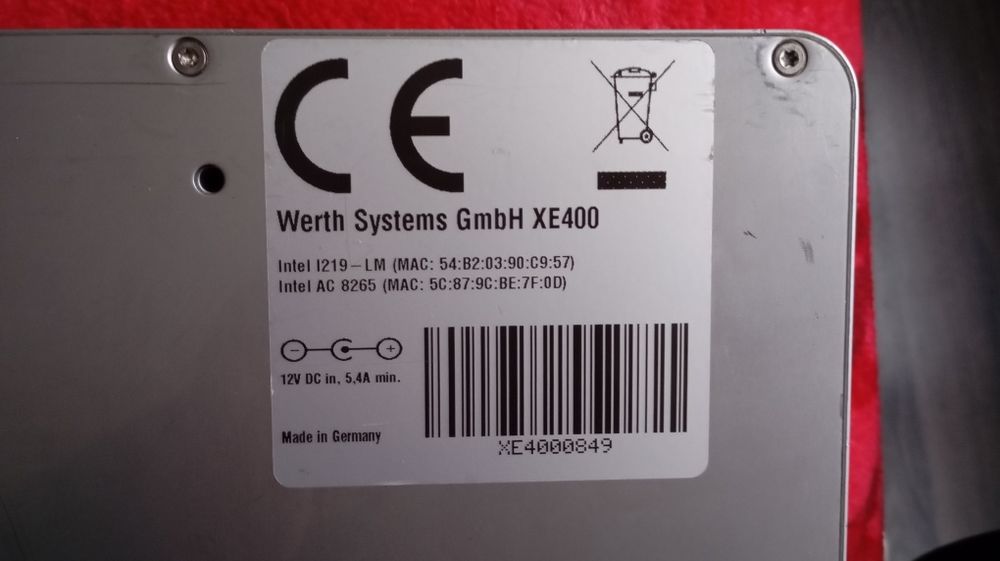 CE
Werth Systems GmbH XE400
Intel I219-LM (MAC: 54:B2:03:90:C9:57)
Intel AC 8265 (MAC: 5C:87:9C:BE:7F:0D)
12V DC in, 5,4A min.
Made in Germany
XE4000849